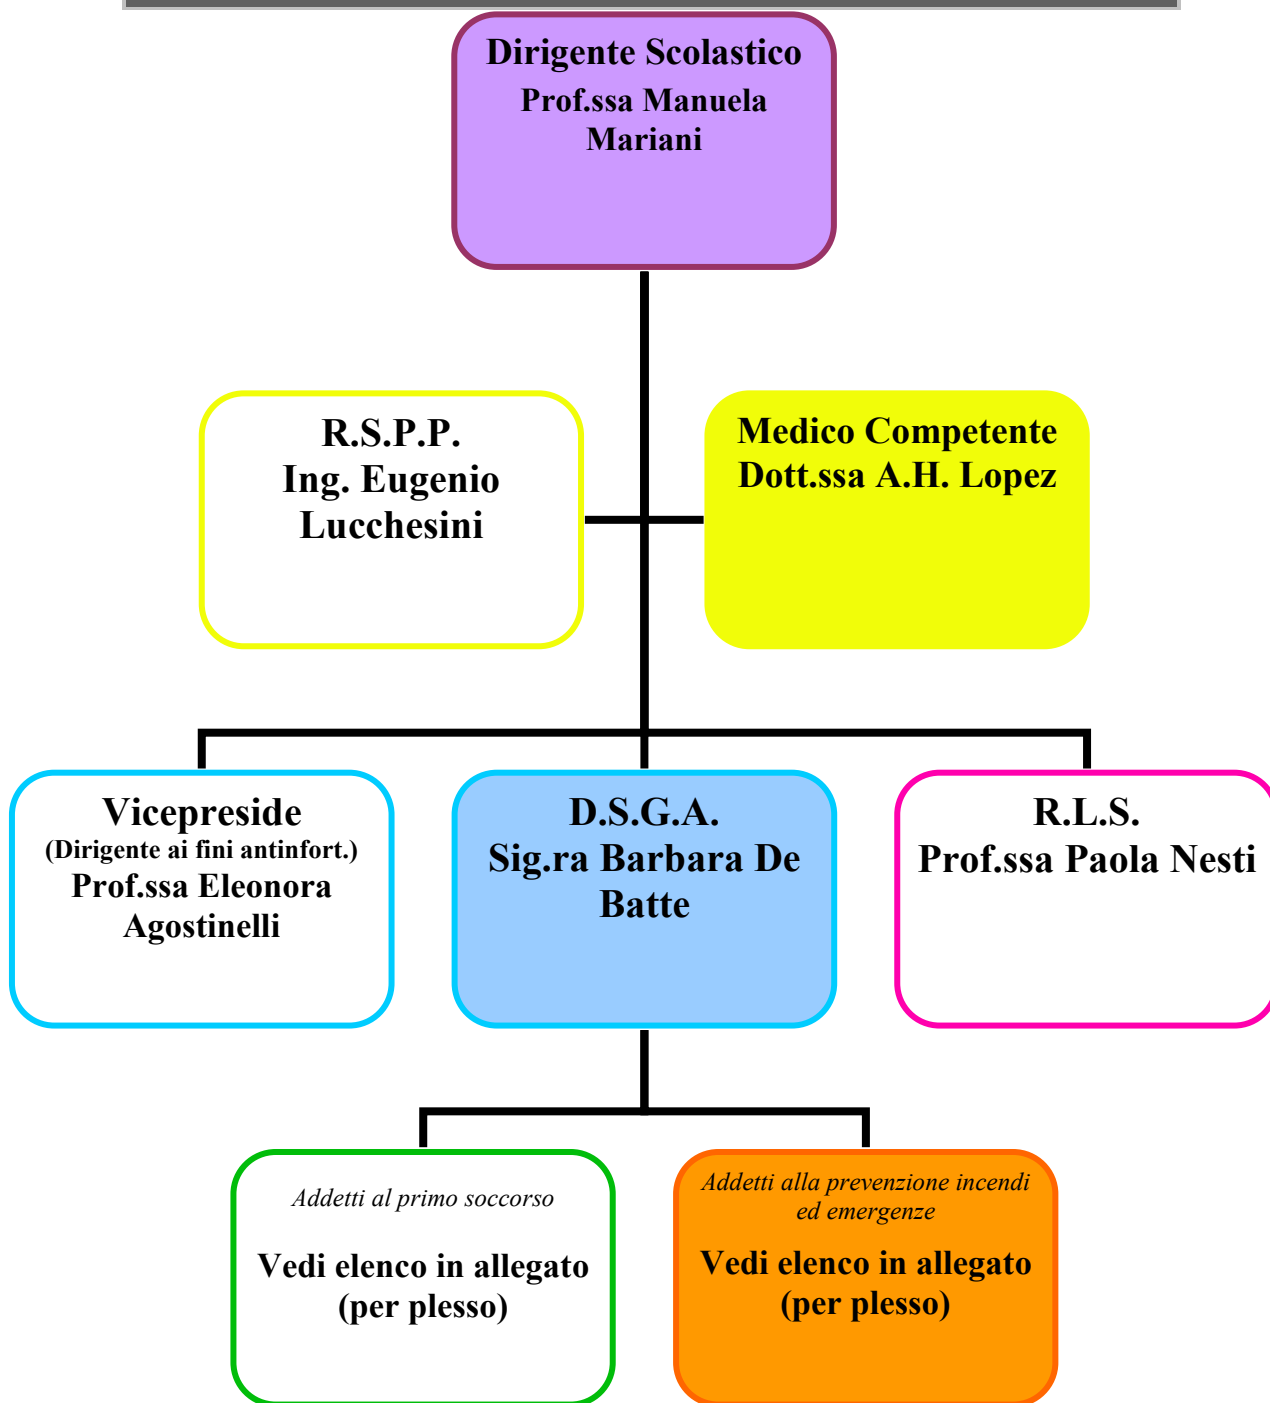 Dirigente Scolastico
Prof.ssa Manuela
Mariani
R.S.P.P.
Ing. Eugenio
Lucchesini
Medico Competente
Dott.ssa A.H. Lopez
Vicepreside
(Dirigente ai fini antinfort.)
Prof.ssa Eleonora
Agostinelli
D.S.G.A.
Sig.ra Barbara De
Batte
R.L.S.
Prof.ssa Paola Nesti
Addetti al primo soccorso
Vedi elenco in allegato
(per plesso)
Addetti alla prevenzione incendi
ed emergenze
Vedi elenco in allegato
(per plesso)